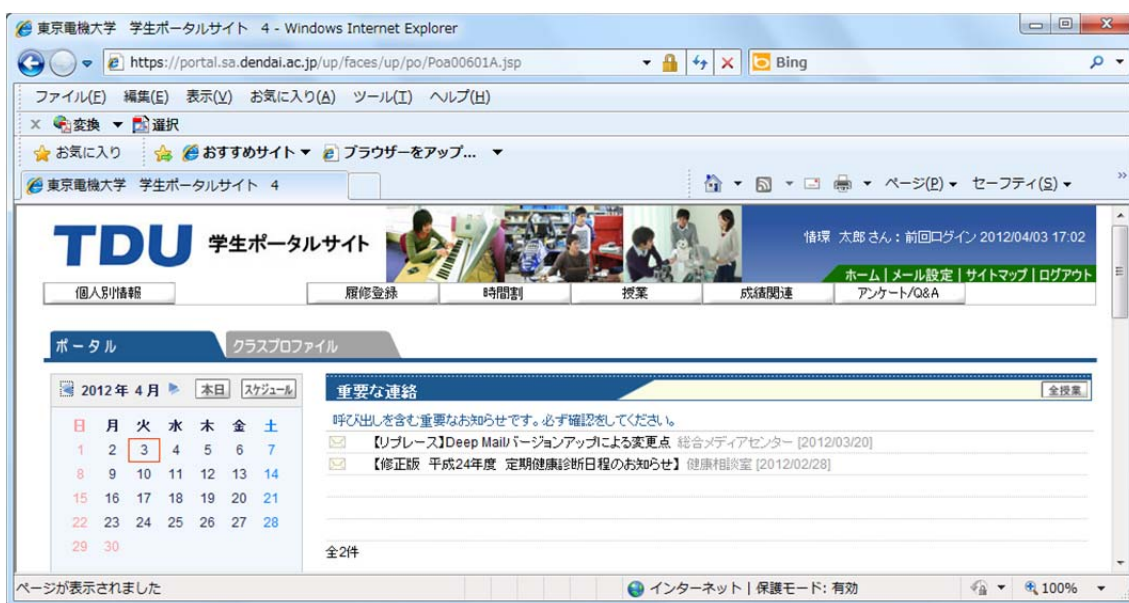 東京電機大学 学生ポータルサイト 4 - Windows Internet Explorer
https://portal.sa.dendai.ac.jp/up/faces/up/po/Poa00601A.jsp
Bing
ファイル(F) 編集(E) 表示(V) お気に入り(A) ツール(T) ヘルプ(H)
変換 選択
お気に入り おすすめサイト ブラウザーをアップ...
東京電機大学 学生ポータルサイト 4
ページ(P) セーフティ(S)
TDU 学生ポータルサイト
情環 太郎 さん : 前回ログイン 2012/04/03 17:02
ホーム | メール設定 | サイトマップ | ログアウト
個人別情報 履修登録 時間割 授業 成績関連 アンケート/Q&A
ポータル クラスプロファイル
2012年 4月 本日 スケジュール
日 月 火 水 木 金 土
1 2 3 4 5 6 7
8 9 10 11 12 13 14
15 16 17 18 19 20 21
22 23 24 25 26 27 28
29 30
重要な連絡 全授業
呼び出しを含む重要なお知らせです。必ず確認をしてください。
【リプレース】Deep Mailバージョンアップによる変更点 総合メディアセンター [2012/03/20]
【修正版 平成24年度 定期健康診断日程のお知らせ】 健康相談室 [2012/02/28]
全2件
ページが表示されました
インターネット | 保護モード: 有効
100%